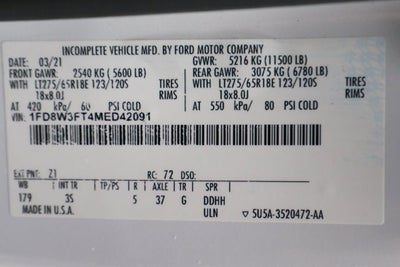 INCOMPLETE VEHICLE MFD. BY FORD MOTOR COMPANY
DATE: 03/21 GVWR: 5216 KG (11500 LB)
FRONT GAWR: 2540 KG (5600 LB) REAR GAWR: 3075 KG (6780 LB)
WITH LT275/65R18E 123/120S TIRES WITH LT275/65R18E 123/120S TIRES
18x8.0J RIMS 18x8.0J RIMS
AT 420 kPa/ 60 PSI COLD AT 550 kPa/ 80 PSI COLD
VIN: 1FD8W3FT4MED42091
EXT PNT: Z1 RC: 72 DSO:
WB INT TR TP/PS R AXLE TR SPR
179 3S 5 37 G DDHH
MADE IN U.S.A. ULN ▽ 5U5A-3520472-AA